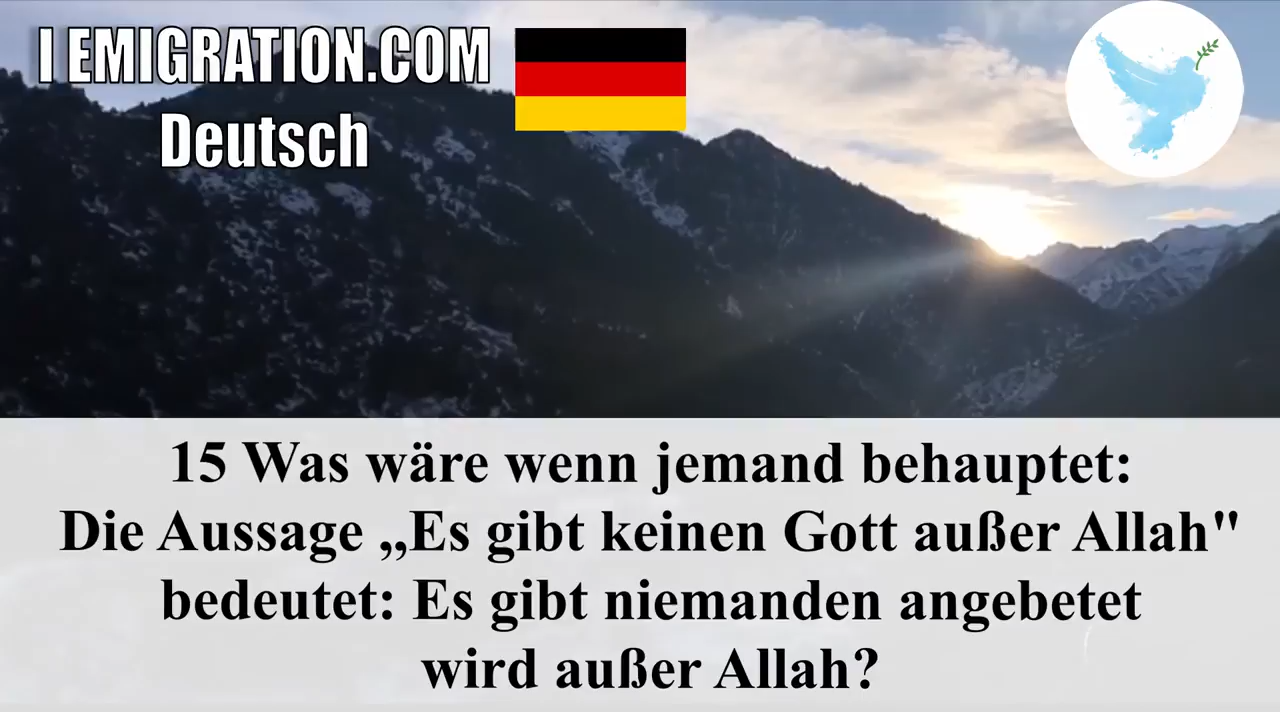 I EMIGRATION.COM
Deutsch
15 Was wäre wenn jemand behauptet:
Die Aussage „Es gibt keinen Gott außer Allah"
bedeutet: Es gibt niemanden angebetet
wird außer Allah?